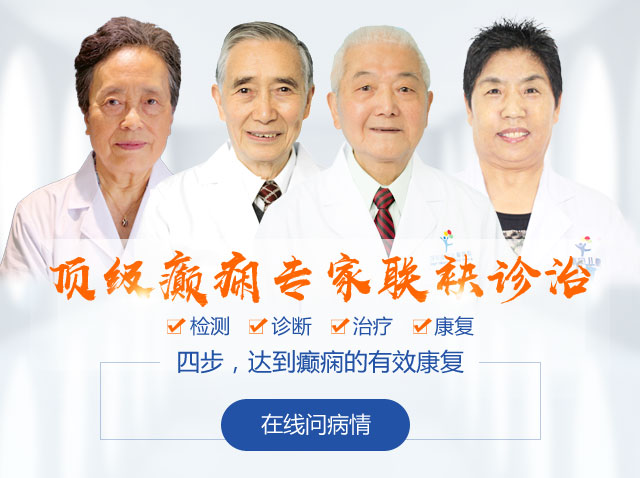 顶级癫痫专家联袂诊治
检测 诊断 治疗 康复
四步，达到癫痫的有效康复
在线问病情